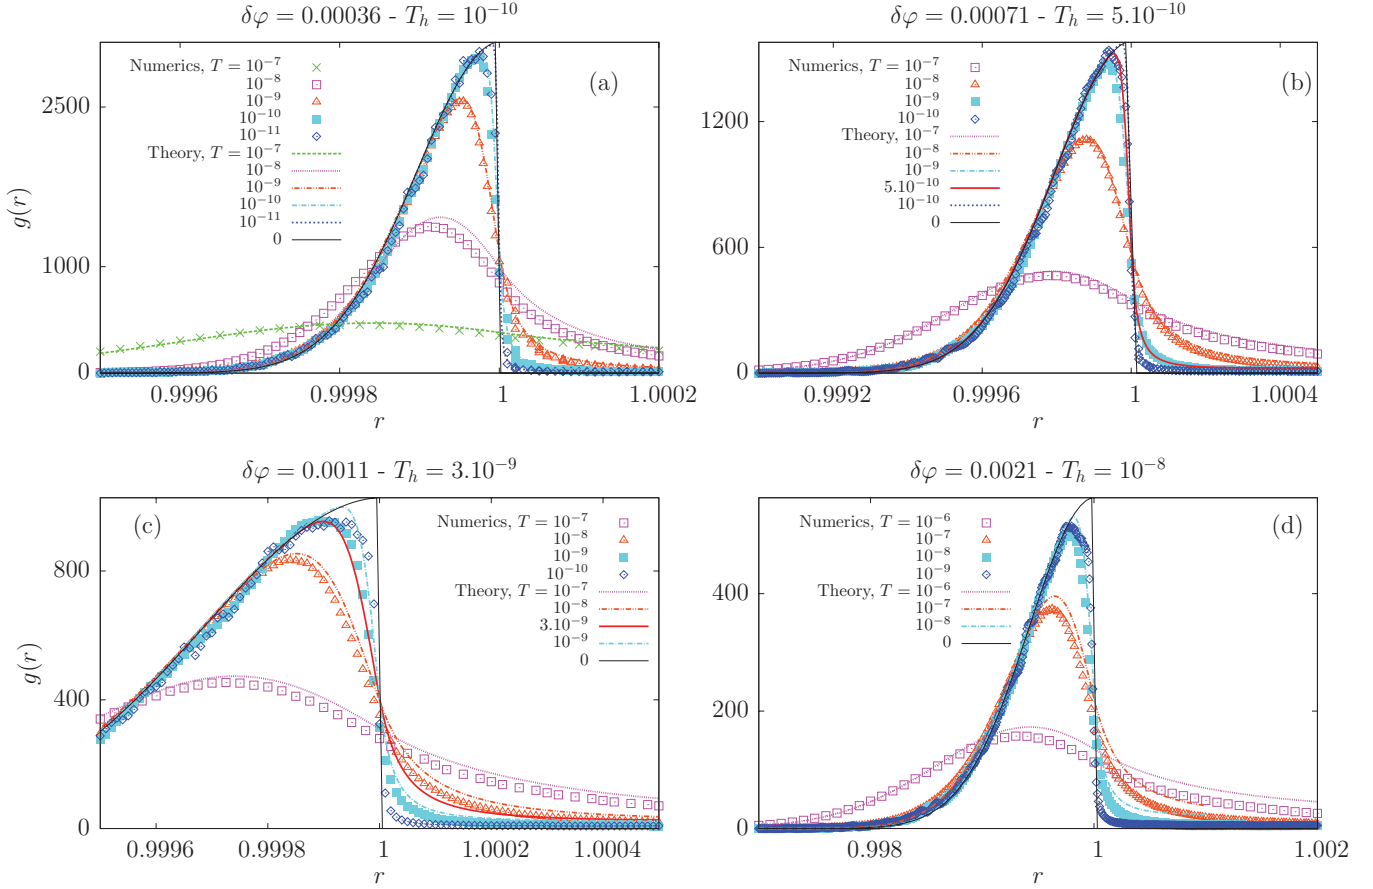 δφ = 0.00036 - T_h = 10⁻¹⁰
(a)
Numerics, T = 10⁻⁷
10⁻⁸
10⁻⁹
10⁻¹⁰
10⁻¹¹
Theory, T = 10⁻⁷
10⁻⁸
10⁻⁹
10⁻¹⁰
10⁻¹¹
0
g(r)
2500
1000
0
0.9996
0.9998
1
1.0002
r
δφ = 0.00071 - T_h = 5.10⁻¹⁰
(b)
Numerics, T = 10⁻⁷
10⁻⁸
10⁻⁹
10⁻¹⁰
Theory, 10⁻⁷
10⁻⁸
10⁻⁹
5.10⁻¹⁰
10⁻¹⁰
0
1200
600
0
0.9992
0.9996
1
1.0004
r
δφ = 0.0011 - T_h = 3.10⁻⁹
(c)
Numerics, T = 10⁻⁷
10⁻⁸
10⁻⁹
10⁻¹⁰
Theory, T = 10⁻⁷
10⁻⁸
3.10⁻⁹
10⁻⁹
0
g(r)
800
400
0
0.9996
0.9998
1
1.0002
1.0004
r
δφ = 0.0021 - T_h = 10⁻⁸
(d)
Numerics, T = 10⁻⁶
10⁻⁷
10⁻⁸
10⁻⁹
Theory, T = 10⁻⁶
10⁻⁷
10⁻⁸
0
400
200
0
0.998
1
1.002
r